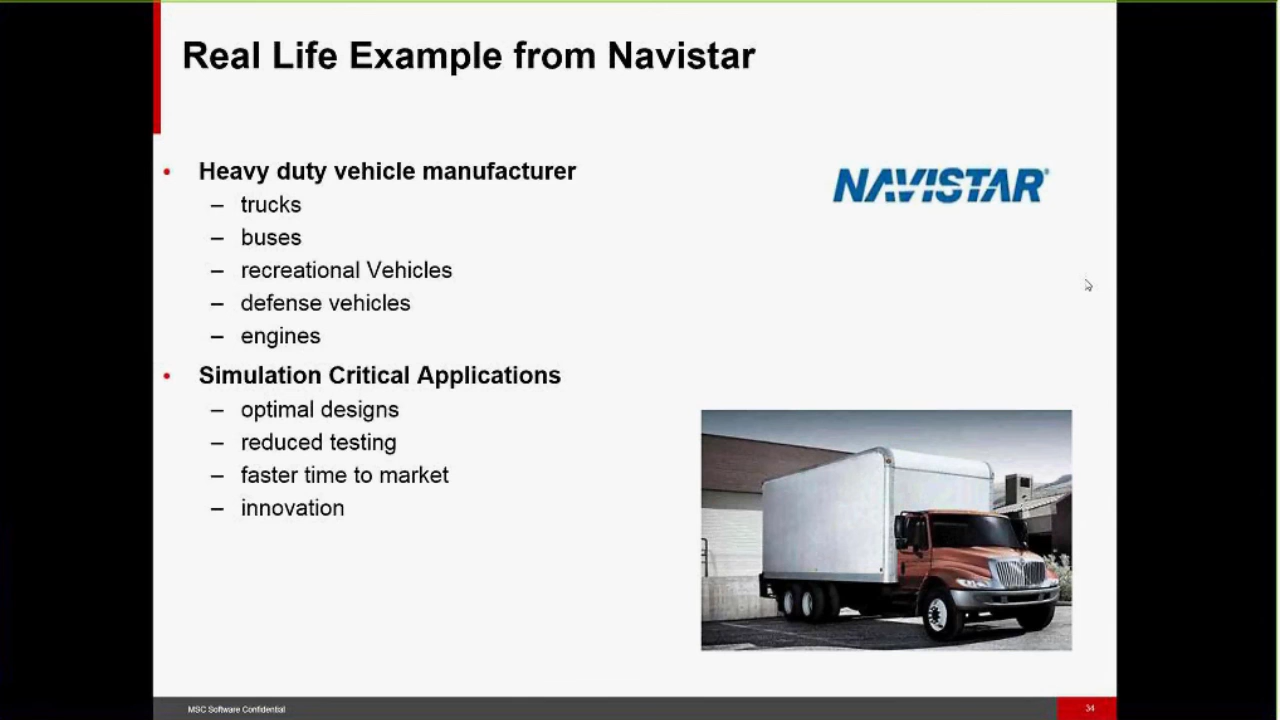 Real Life Example from Navistar
• Heavy duty vehicle manufacturer
– trucks
– buses
– recreational Vehicles
– defense vehicles
– engines
• Simulation Critical Applications
– optimal designs
– reduced testing
– faster time to market
– innovation
NAVISTAR®
MSC Software Confidential
34